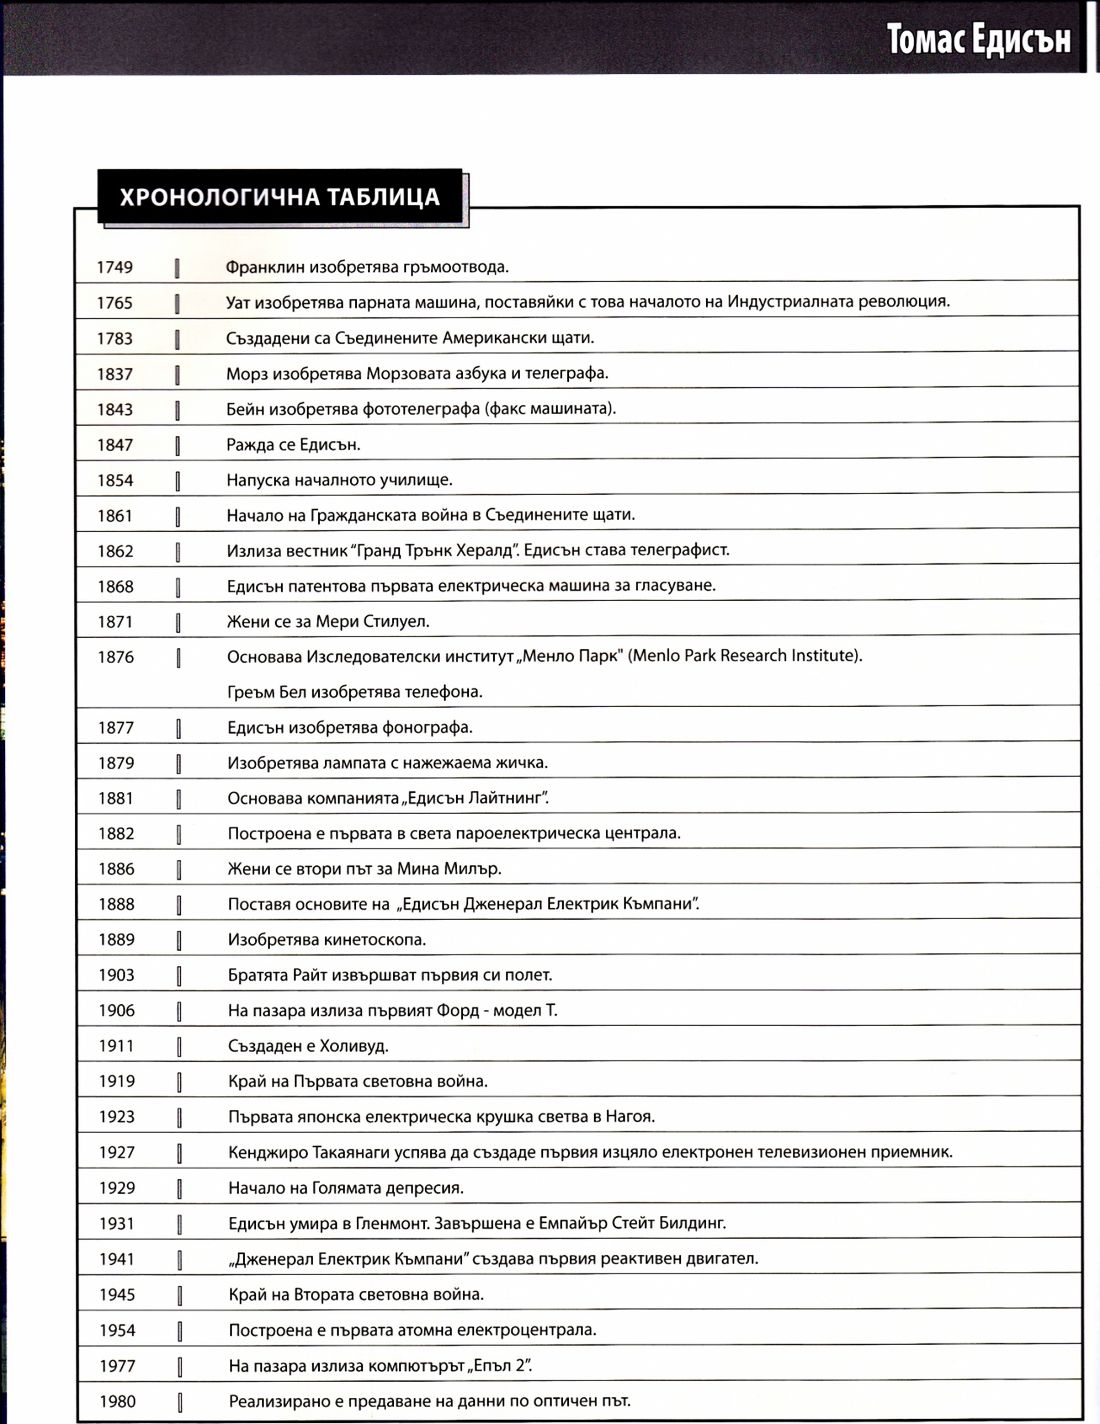 Томас Едисън
ХРОНОЛОГИЧНА ТАБЛИЦА
1749 Франклин изобретява гръмоотвода.
1765 Уат изобретява парната машина, поставяйки с това началото на Индустриалната революция.
1783 Създадени са Съединените Американски щати.
1837 Морз изобретява Морзовата азбука и телеграфа.
1843 Бейн изобретява фототелеграфа (факс машината).
1847 Ражда се Едисън.
1854 Напуска началното училище.
1861 Начало на Гражданската война в Съединените щати.
1862 Излиза вестник “Гранд Трънк Хералд”. Едисън става телеграфист.
1868 Едисън патентова първата електрическа машина за гласуване.
1871 Жени се за Мери Стилуел.
1876 Основава Изследователски институт „Менло Парк" (Menlo Park Research Institute).
Греъм Бел изобретява телефона.
1877 Едисън изобретява фонографа.
1879 Изобретява лампата с нажежаема жичка.
1881 Основава компанията „Едисън Лайтнинг”.
1882 Построена е първата в света пароелектрическа централа.
1886 Жени се втори път за Мина Милър.
1888 Поставя основите на „Едисън Дженерал Електрик Къмпани”.
1889 Изобретява кинетоскопа.
1903 Братята Райт извършват първия си полет.
1906 На пазара излиза първият Форд - модел Т.
1911 Създаден е Холивуд.
1919 Край на Първата световна война.
1923 Първата японска електрическа крушка светва в Нагоя.
1927 Кенджиро Такаянаги успява да създаде първия изцяло електронен телевизионен приемник.
1929 Начало на Голямата депресия.
1931 Едисън умира в Гленмонт. Завършена е Емпайър Стейт Билдинг.
1941 „Дженерал Електрик Къмпани” създава първия реактивен двигател.
1945 Край на Втората световна война.
1954 Построена е първата атомна електроцентрала.
1977 На пазара излиза компютърът „Епъл 2”.
1980 Реализирано е предаване на данни по оптичен път.